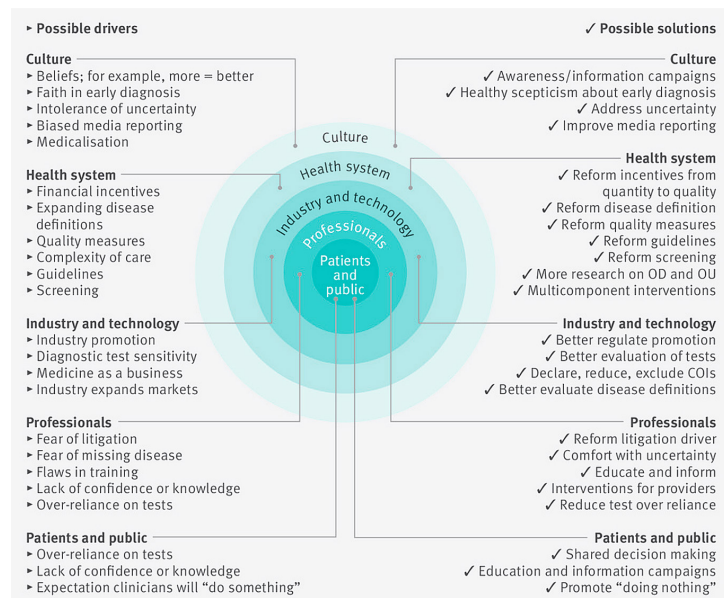 ► Possible drivers
Culture
► Beliefs; for example, more = better
► Faith in early diagnosis
► Intolerance of uncertainty
► Biased media reporting
► Medicalisation
Health system
► Financial incentives
► Expanding disease
definitions
► Quality measures
► Complexity of care
► Guidelines
► Screening
Industry and technology
► Industry promotion
► Diagnostic test sensitivity
► Medicine as a business
► Industry expands markets
Professionals
► Fear of litigation
► Fear of missing disease
► Flaws in training
► Lack of confidence or knowledge
► Over-reliance on tests
Patients and public
► Over-reliance on tests
► Lack of confidence or knowledge
► Expectation clinicians will “do something”
Culture
Health system
Industry and technology
Professionals
Patients
and
public
✓ Possible solutions
Culture
✓ Awareness/information campaigns
✓ Healthy scepticism about early diagnosis
✓ Address uncertainty
✓ Improve media reporting
Health system
✓ Reform incentives from
quantity to quality
✓ Reform disease definition
✓ Reform quality measures
✓ Reform guidelines
✓ Reform screening
✓ More research on OD and OU
✓ Multicomponent interventions
Industry and technology
✓ Better regulate promotion
✓ Better evaluation of tests
✓ Declare, reduce, exclude COIs
✓ Better evaluate disease definitions
Professionals
✓ Reform litigation driver
✓ Comfort with uncertainty
✓ Educate and inform
✓ Interventions for providers
✓ Reduce test over reliance
Patients and public
✓ Shared decision making
✓ Education and information campaigns
✓ Promote “doing nothing”